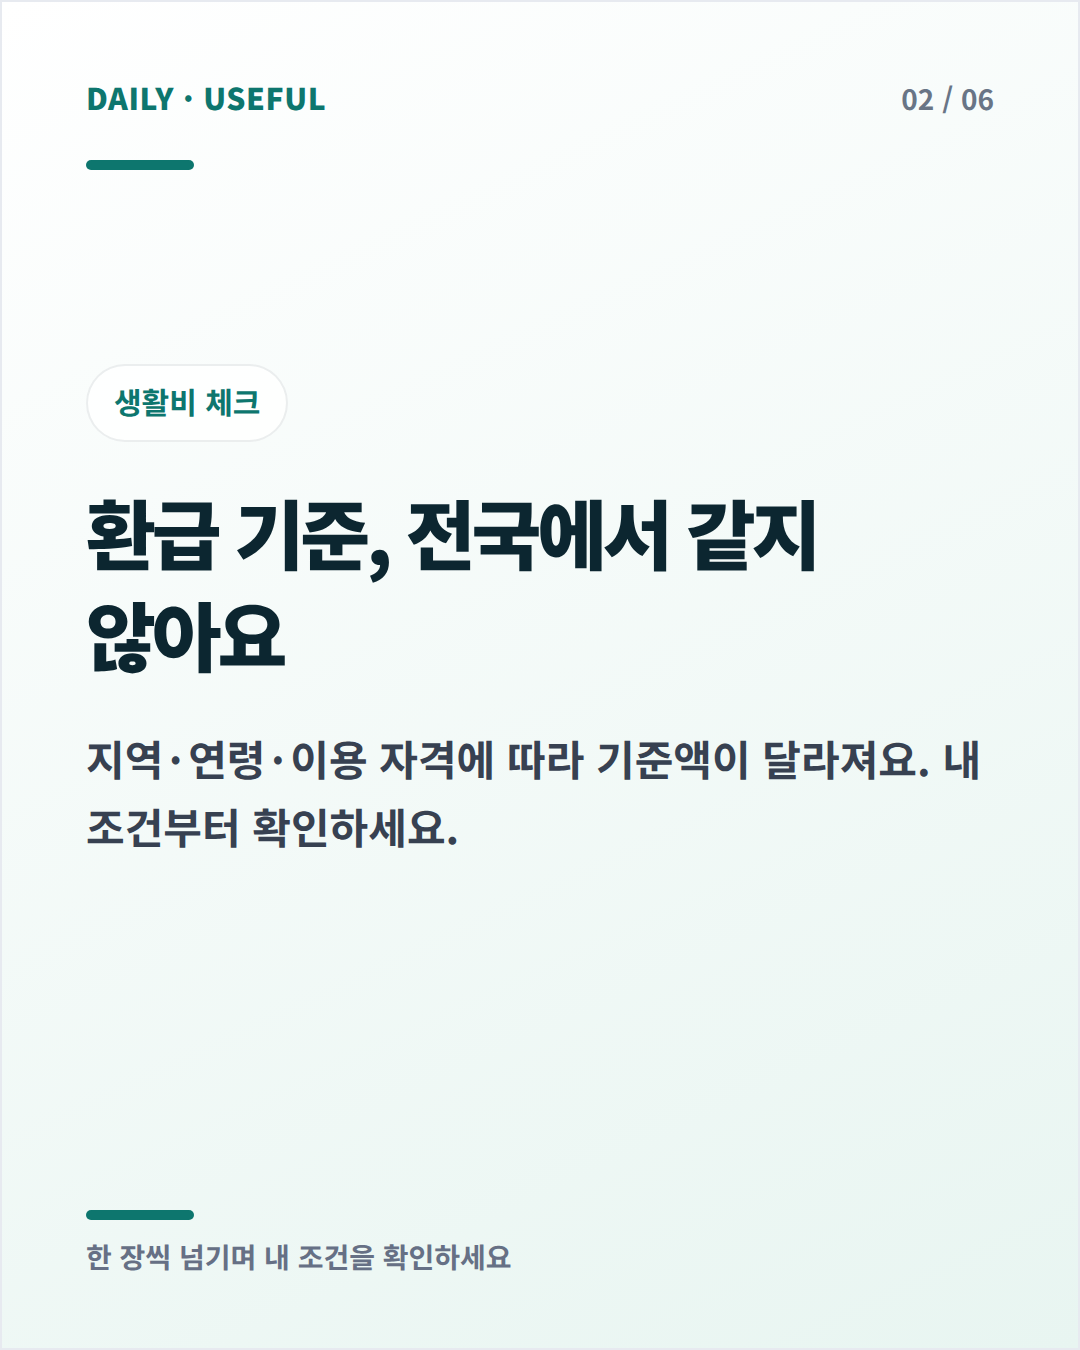 DAILY · USEFUL
02 / 06
생활비 체크
환급 기준, 전국에서 같지
않아요
지역·연령·이용 자격에 따라 기준액이 달라져요. 내
조건부터 확인하세요.
한 장씩 넘기며 내 조건을 확인하세요